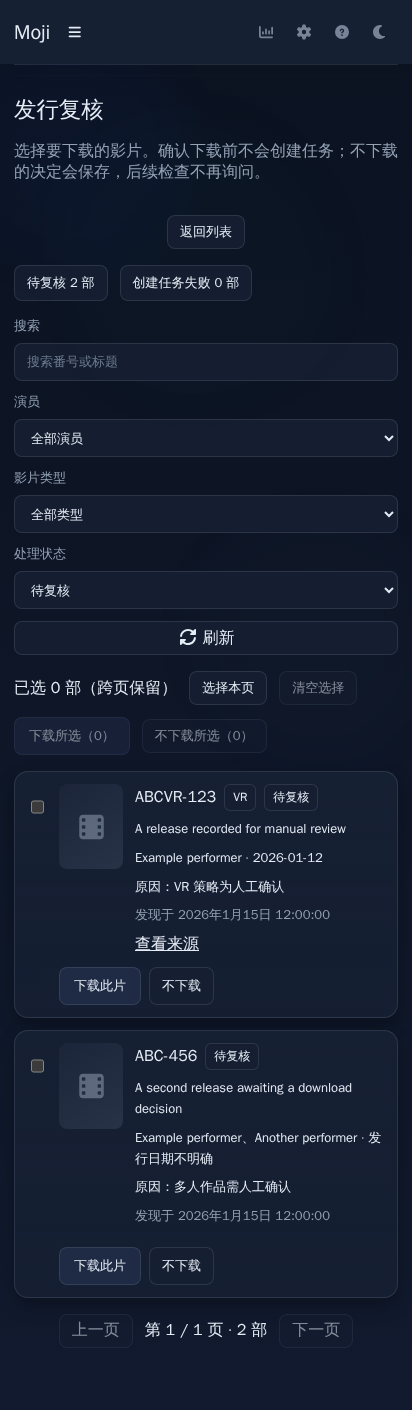 Moji
发行复核
选择要下载的影片。确认下载前不会创建任务；不下载
的决定会保存，后续检查不再询问。
返回列表
待复核 2 部 创建任务失败 0 部
搜索
搜索番号或标题
演员
全部演员
影片类型
全部类型
处理状态
待复核
刷新
已选 0 部（跨页保留） 选择本页 清空选择
下载所选（0） 不下载所选（0）
ABCVR-123 VR 待复核
A release recorded for manual review
Example performer · 2026-01-12
原因：VR 策略为人工确认
发现于 2026年1月15日 12:00:00
查看来源
下载此片 不下载
ABC-456 待复核
A second release awaiting a download
decision
Example performer、Another performer · 发
行日期不明确
原因：多人作品需人工确认
发现于 2026年1月15日 12:00:00
下载此片 不下载
上一页 第 1 / 1 页 · 2 部 下一页